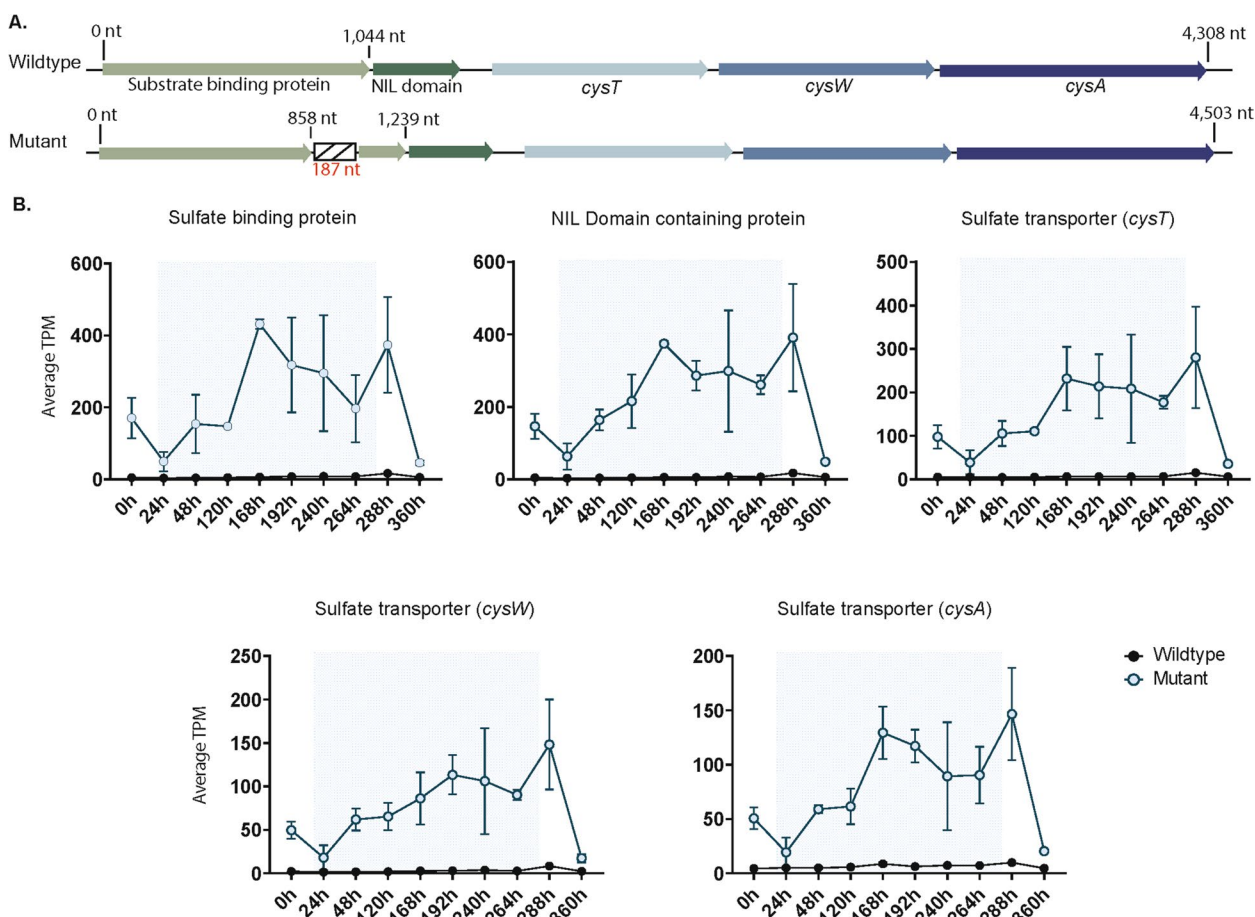 A.
0 nt
1,044 nt
4,308 nt
Wildtype
Substrate binding protein
NIL domain
cysT
cysW
cysA
0 nt
858 nt
1,239 nt
4,503 nt
Mutant
187 nt
B.
Sulfate binding protein
Average TPM
600
400
200
0
0h 24h 48h 120h 168h 192h 240h 264h 288h 360h
NIL Domain containing protein
600
400
200
0
0h 24h 48h 120h 168h 192h 240h 264h 288h 360h
Sulfate transporter (cysT)
500
400
300
200
100
0
0h 24h 48h 120h 168h 192h 240h 264h 288h 360h
Sulfate transporter (cysW)
Average TPM
250
200
150
100
50
0
0h 24h 48h 120h 168h 192h 240h 264h 288h 360h
Sulfate transporter (cysA)
200
150
100
50
0
0h 24h 48h 120h 168h 192h 240h 264h 288h 360h
Wildtype
Mutant